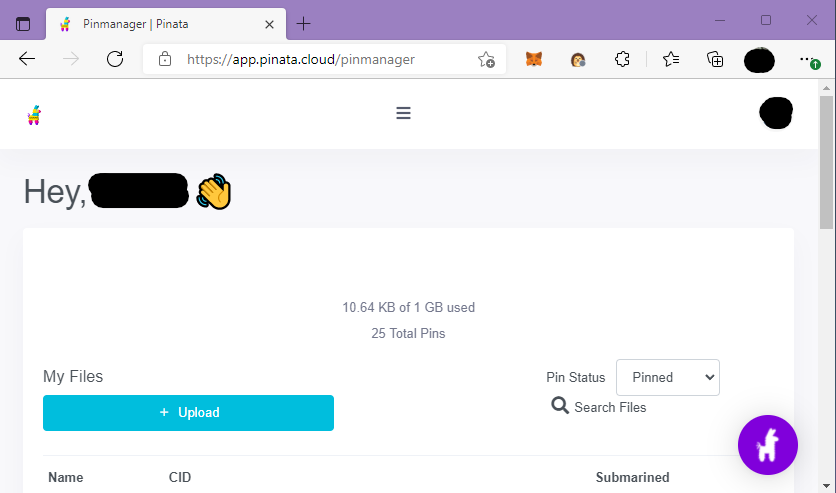 Pinmanager | Pinata
https://app.pinata.cloud/pinmanager
Hey,
10.64 KB of 1 GB used
25 Total Pins
My Files
Pin Status Pinned
+ Upload
Search Files
Name CID Submarined